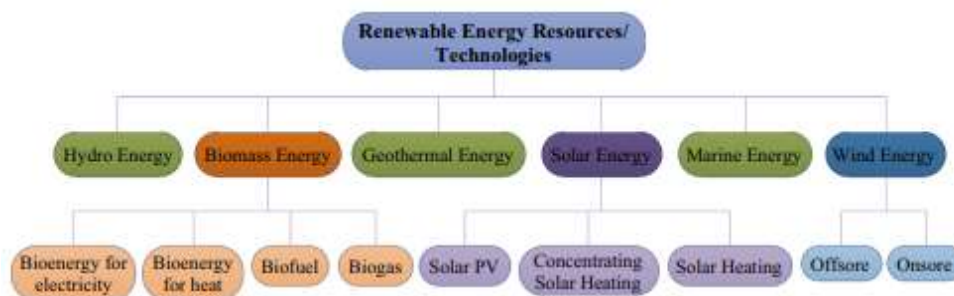 Renewable Energy Resources/
Technologies
Hydro Energy
Biomass Energy
Geothermal Energy
Solar Energy
Marine Energy
Wind Energy
Bioenergy for
electricity
Bioenergy
for heat
Biofuel
Biogas
Solar PV
Concentrating
Solar Heating
Solar Heating
Offsore
Onsore